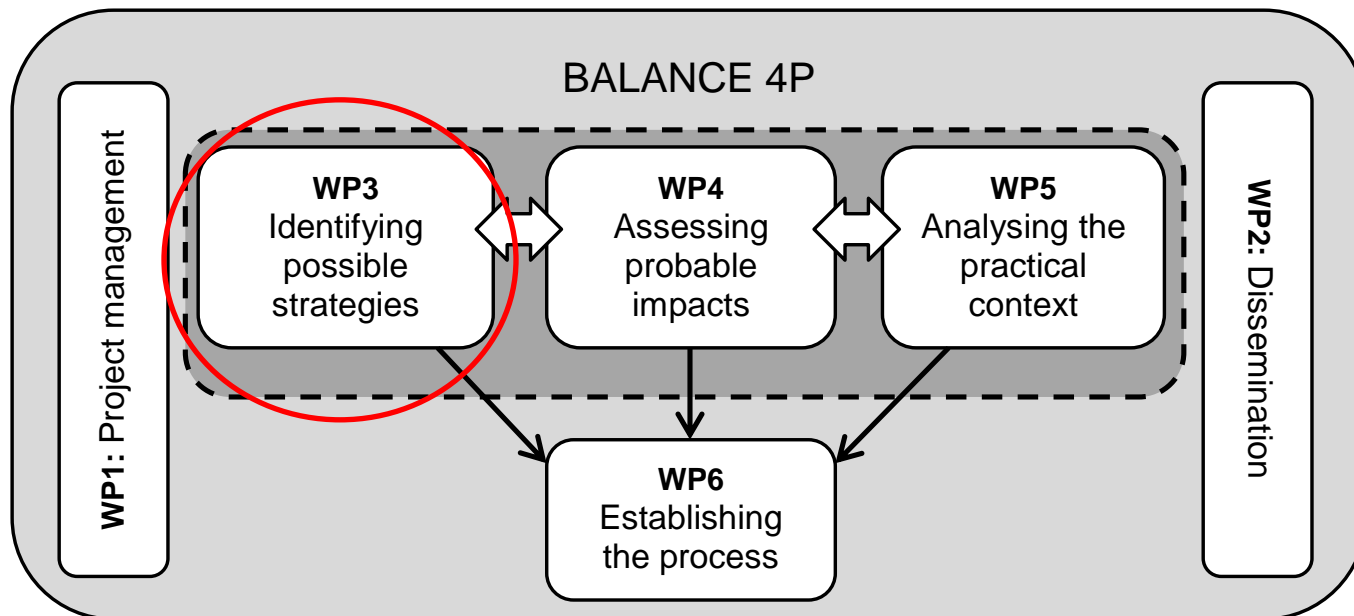 BALANCE 4P
WP1: Project management
WP3
Identifying
possible
strategies
WP4
Assessing
probable
impacts
WP5
Analysing the
practical
context
WP2: Dissemination
WP6
Establishing
the process